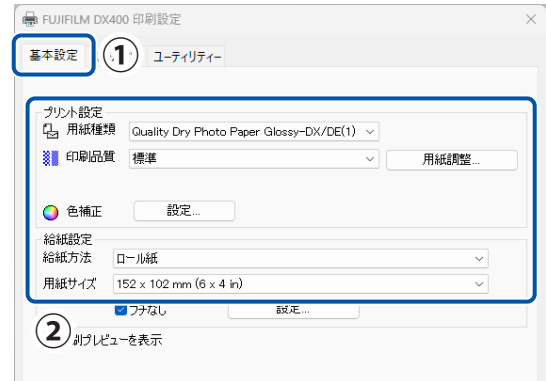 FUJIFILM DX400 印刷設定
基本設定 ① ユーティリティー
プリント設定
用紙種類 Quality Dry Photo Paper Glossy-DX/DE(1)
印刷品質 標準 用紙調整...
色補正 設定...
給紙設定
給紙方法 ロール紙
用紙サイズ 152 x 102 mm (6 x 4 in)
フチなし 設定...
② 刷プレビューを表示